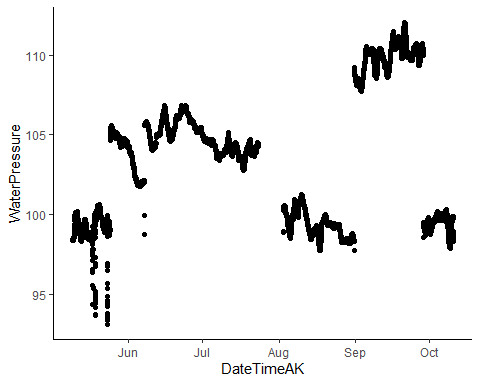 110
105
100
95
WaterPressure
Jun Jul Aug Sep Oct
DateTimeAK